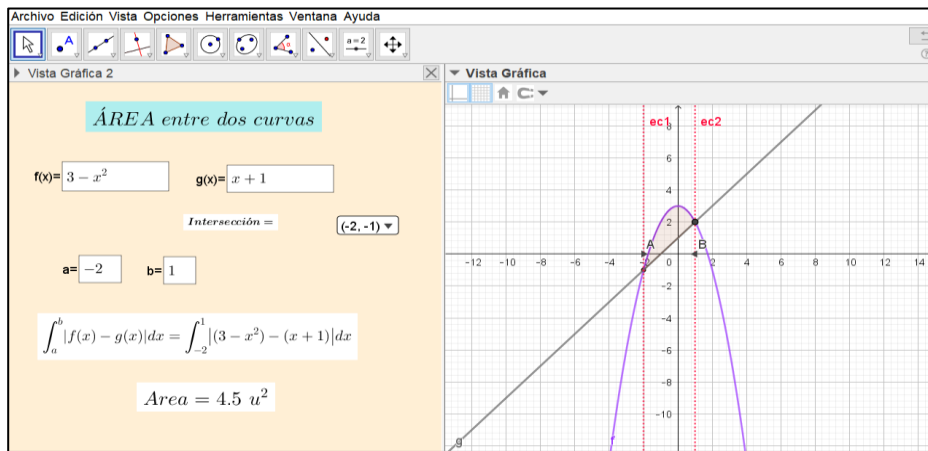 Archivo Edición Vista Opciones Herramientas Ventana Ayuda
A
α
a=2
Vista Gráfica 2
ÁREA entre dos curvas
f(x)= 3 − x²
g(x)= x + 1
Intersección =
(-2, -1)
a= −2
b= 1
∫ₐᵇ |f(x) − g(x)|dx = ∫₋₂¹ |(3 − x²) − (x + 1)|dx
Area = 4.5 u²
Vista Gráfica
ec1
ec2
8
6
4
2
A
B
−12 −10 −8 −6 −4 −2 0 2 4 6 8 10 12 14
−2
−4
−6
−8
−10
g
f